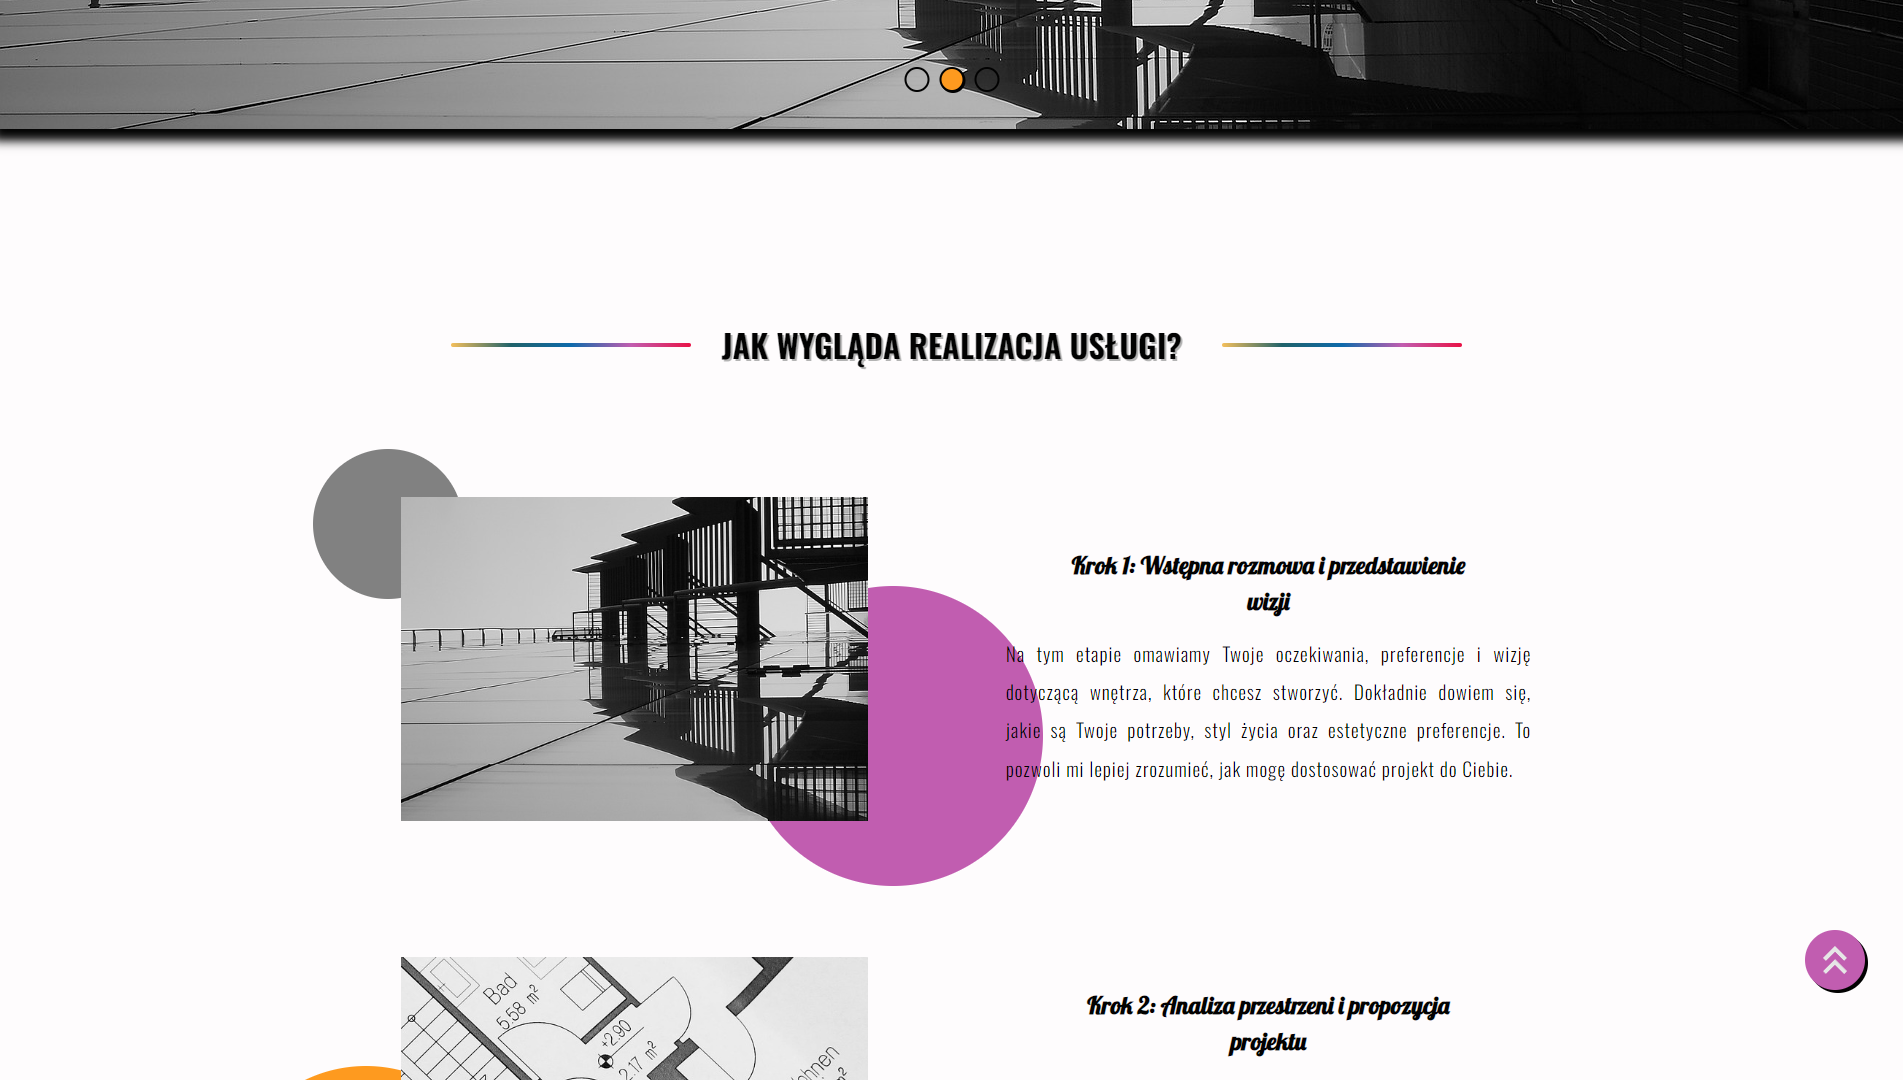 JAK WYGLĄDA REALIZACJA USŁUGI?
Krok 1: Wstępna rozmowa i przedstawienie
wizji
Na tym etapie omawiamy Twoje oczekiwania, preferencje i wizję
dotyczącą wnętrza, które chcesz stworzyć. Dokładnie dowiem się,
jakie są Twoje potrzeby, styl życia oraz estetyczne preferencje. To
pozwoli mi lepiej zrozumieć, jak mogę dostosować projekt do Ciebie.
Bad
5.58 m²
+2.90
2.17 m²
Krok 2: Analiza przestrzeni i propozycja
projektu